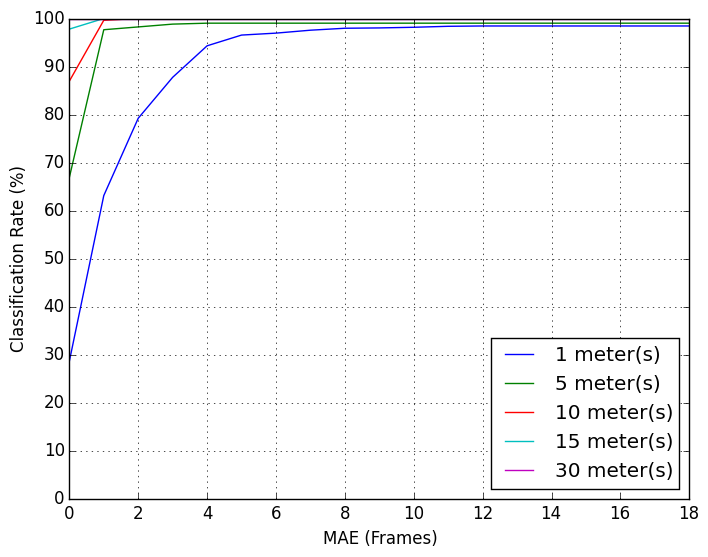 100
90
80
70
60
50
40
30
20
10
0
Classification Rate (%)
1 meter(s)
5 meter(s)
10 meter(s)
15 meter(s)
30 meter(s)
0 2 4 6 8 10 12 14 16 18
MAE (Frames)